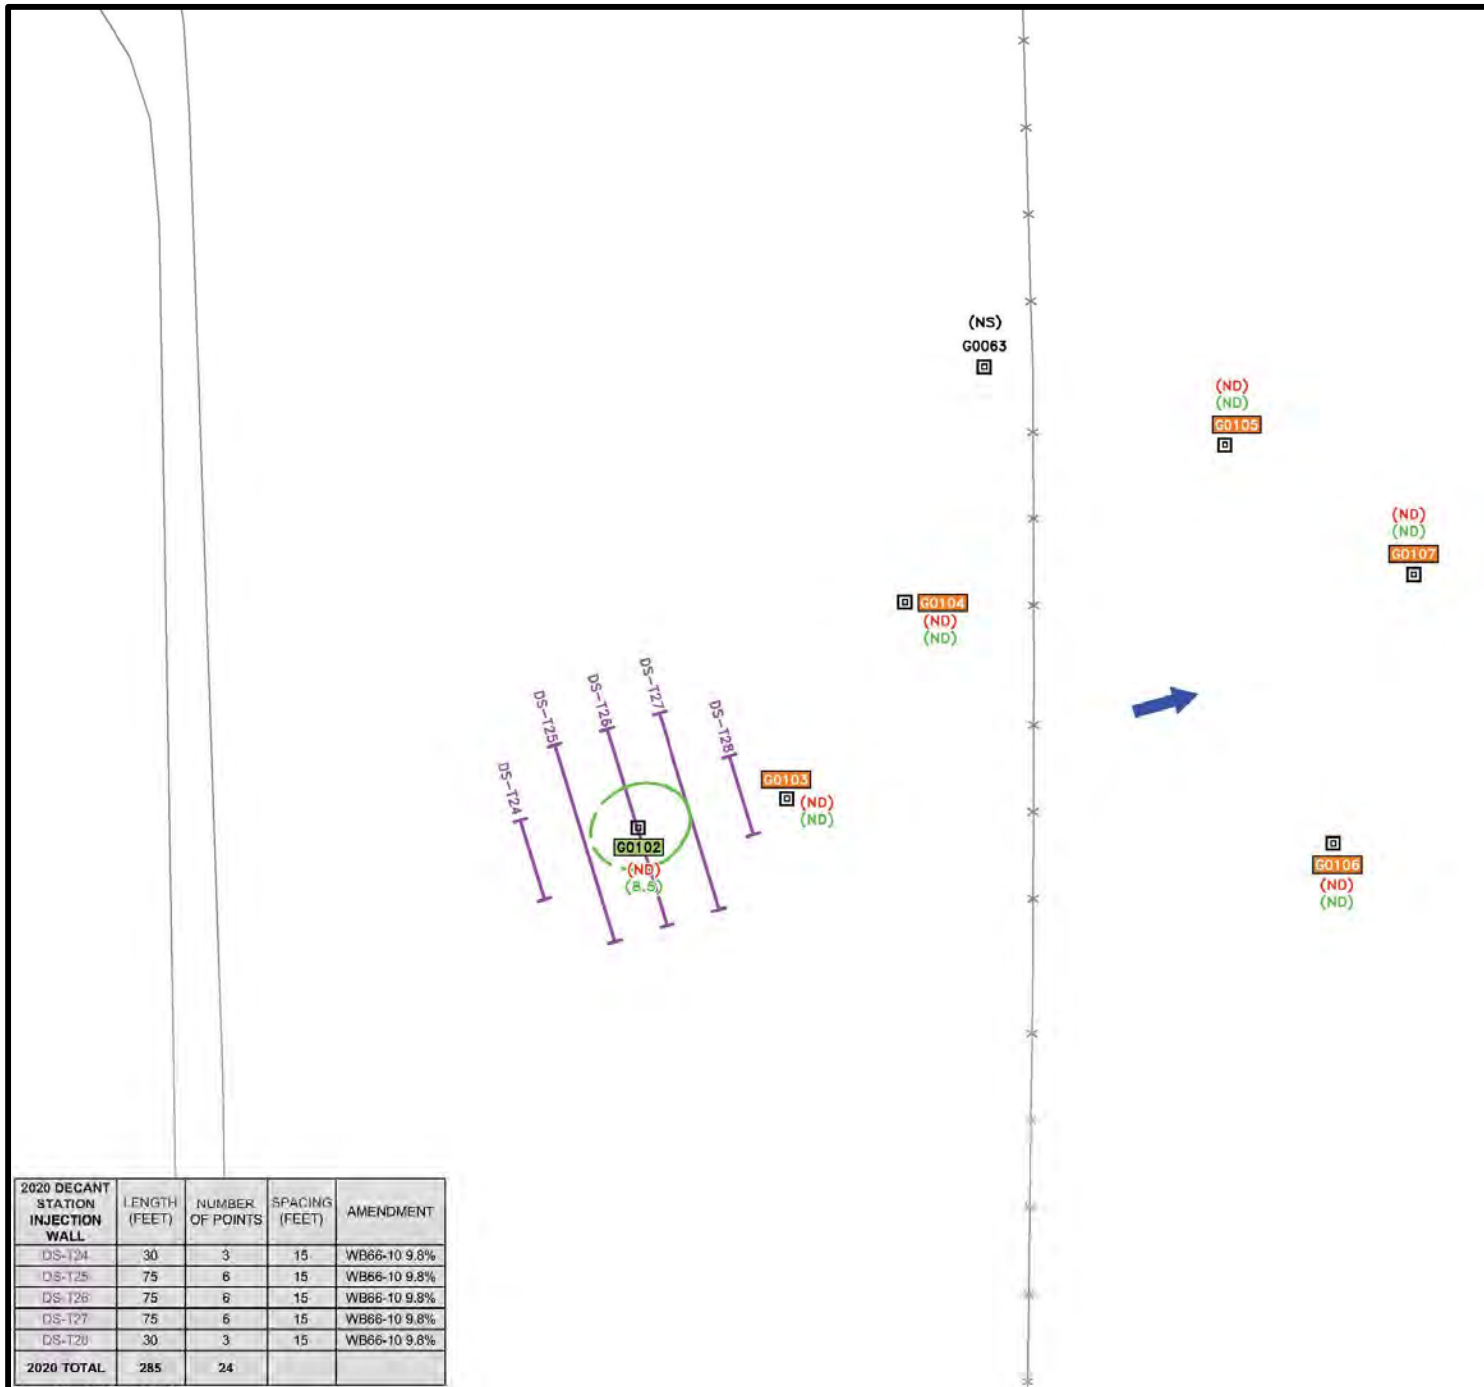 (NS)
G0063
(ND)
(ND)
G0105
(ND)
(ND)
G0107
G0104
(ND)
(ND)
DS-T27
DS-T26
DS-T25
DS-T28
DS-T24
G0103
(ND)
(ND)
G0102
(ND)
(8.5)
G0106
(ND)
(ND)
2020 DECANT
STATION
INJECTION
WALL
LENGTH
(FEET)
NUMBER
OF POINTS
SPACING
(FEET)
AMENDMENT
DS-T24 30 3 15 WB66-10 9.8%
DS-T25 75 6 15 WB66-10 9.8%
DS-T26 75 6 15 WB66-10 9.8%
DS-T27 75 6 15 WB66-10 9.8%
DS-T28 30 3 15 WB66-10 9.8%
2020 TOTAL 285 24